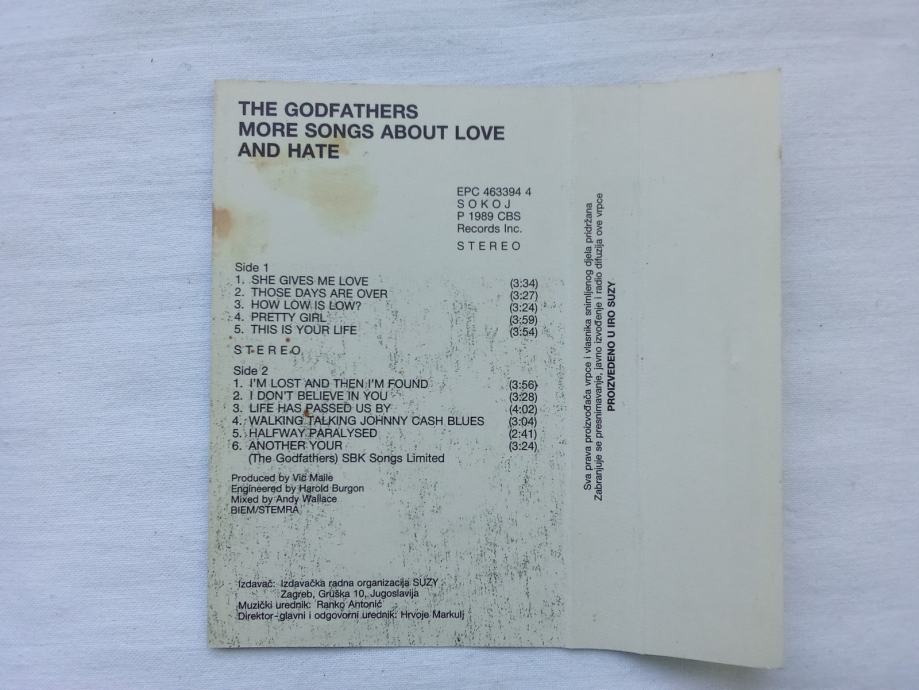 THE GODFATHERS
MORE SONGS ABOUT LOVE
AND HATE
EPC 463394 4
SOKOJ
P 1989 CBS
Records Inc.
STEREO
Side 1
1. SHE GIVES ME LOVE (3:34)
2. THOSE DAYS ARE OVER (3:27)
3. HOW LOW IS LOW? (3:24)
4. PRETTY GIRL (3:59)
5. THIS IS YOUR LIFE (3:54)
STEREO
Side 2
1. I'M LOST AND THEN I'M FOUND (3:56)
2. I DON'T BELIEVE IN YOU (3:28)
3. LIFE HAS PASSED US BY (4:02)
4. WALKING TALKING JOHNNY CASH BLUES (3:04)
5. HALFWAY PARALYSED (2:41)
6. ANOTHER YOUR (3:24)
(The Godfathers) SBK Songs Limited
Produced by Vic Maile
Engineered by Harold Burgon
Mixed by Andy Wallace
BIEM/STEMRA
Izdavač: Izdavačka radna organizacija SUZY
Zagreb, Gruška 10, Jugoslavija
Muzički urednik: Ranko Antonić
Direktor-glavni i odgovorni urednik: Hrvoje Markulj
Sva prava proizvođača vrpce i vlasnika snimljenog djela pridržana
Zabranjuje se presnimavanje, javno izvođenje i radio difuzija ove vrpce
PROIZVEDENO U IRO SUZY